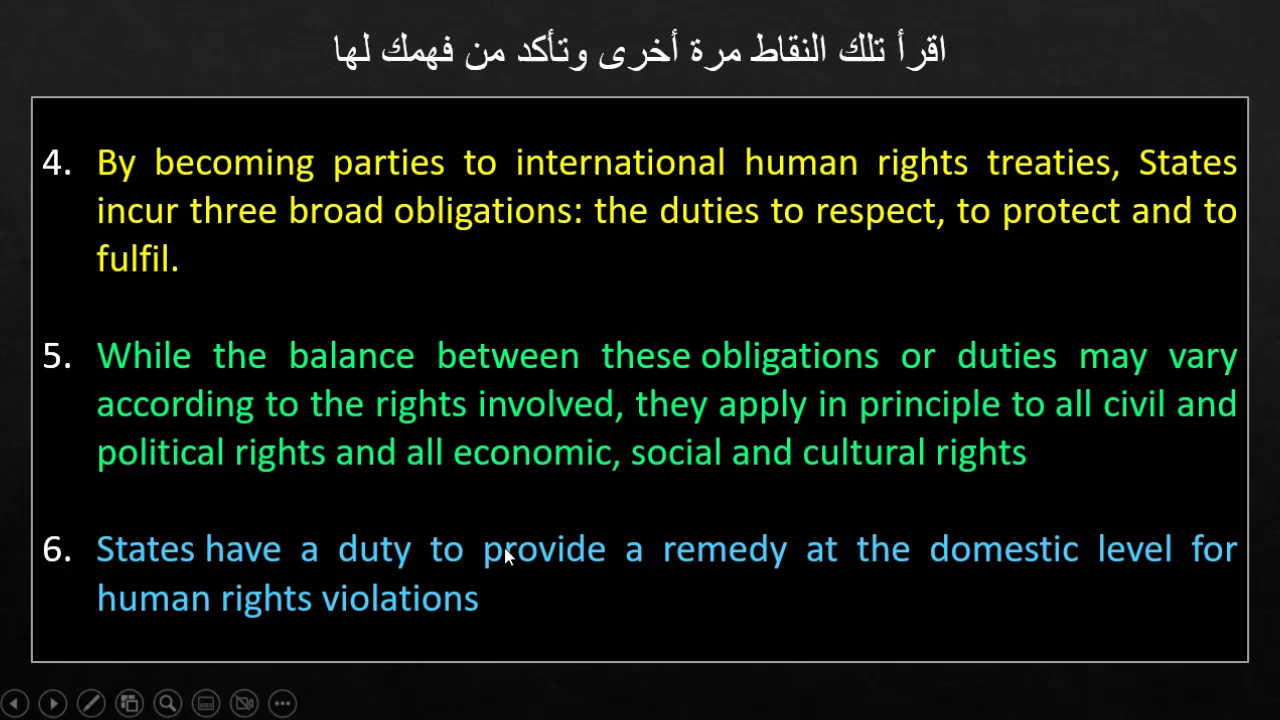 اقرأ تلك النقاط مرة أخرى وتأكد من فهمك لها
4. By becoming parties to international human rights treaties, States
incur three broad obligations: the duties to respect, to protect and to
fulfil.
5. While the balance between these obligations or duties may vary
according to the rights involved, they apply in principle to all civil and
political rights and all economic, social and cultural rights
6. States have a duty to provide a remedy at the domestic level for
human rights violations